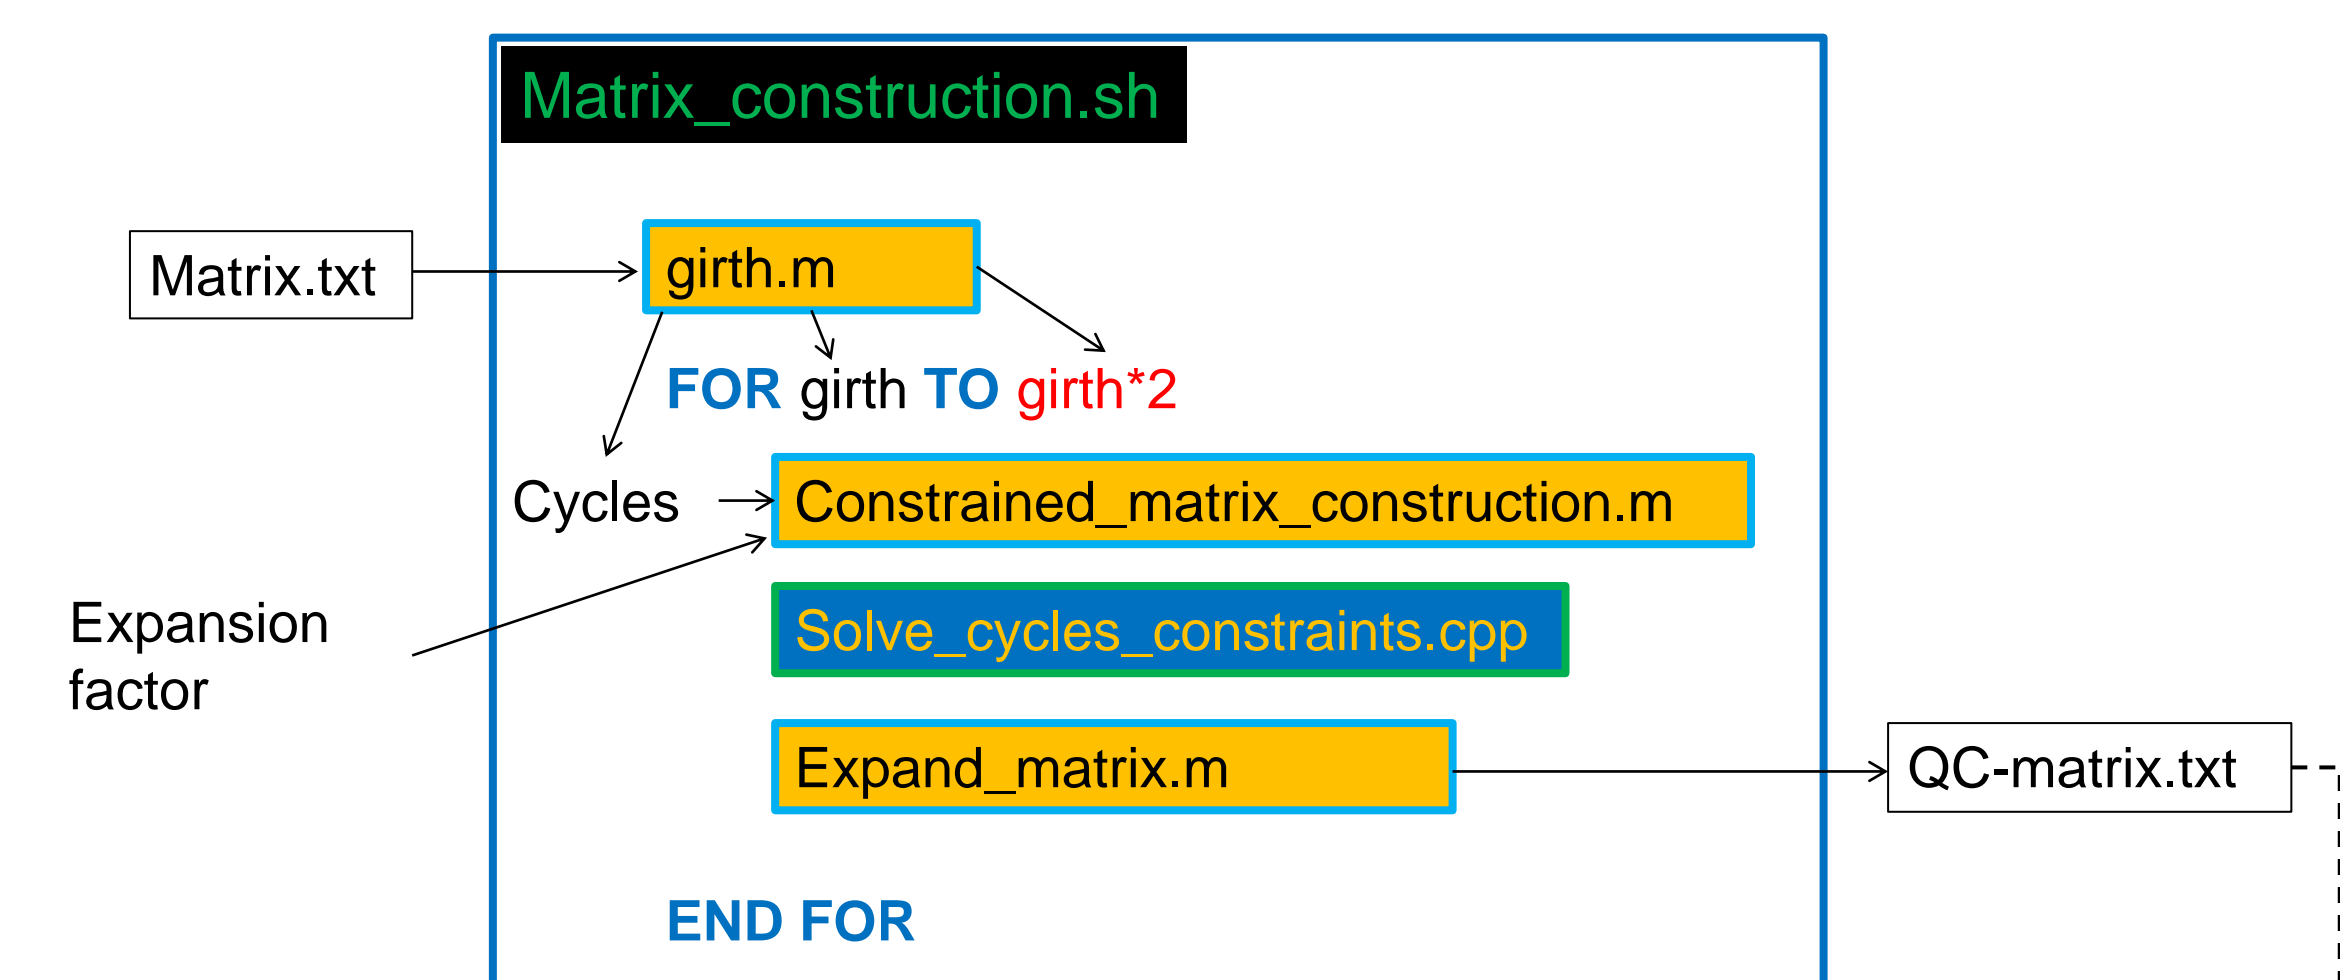 Matrix_construction.sh
Matrix.txt
girth.m
FOR girth TO girth*2
Cycles
Constrained_matrix_construction.m
Expansion
factor
Solve_cycles_constraints.cpp
Expand_matrix.m
QC-matrix.txt
END FOR